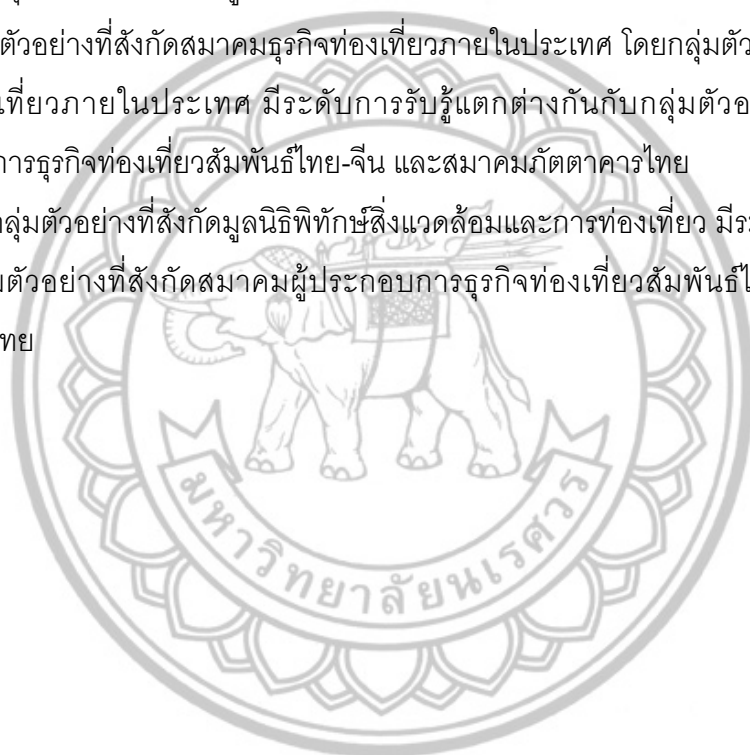 ตัวอย่างที่สังกัดสมาคมธุรกิจท่องเที่ยวภายในประเทศ โดยกลุ่มตัว
เที่ยวภายในประเทศ มีระดับการรับรู้แตกต่างกันกับกลุ่มตัวอ
การธุรกิจท่องเที่ยวสัมพันธ์ไทย-จีน และสมาคมภัตตาคารไทย
กลุ่มตัวอย่างที่สังกัดมูลนิธิพิทักษ์สิ่งแวดล้อมและการท่องเที่ยว มีระ
มตัวอย่างที่สังกัดสมาคมผู้ประกอบการธุรกิจท่องเที่ยวสัมพันธ์ไ
ทย
มหาวิทยาลัยนเรศวร